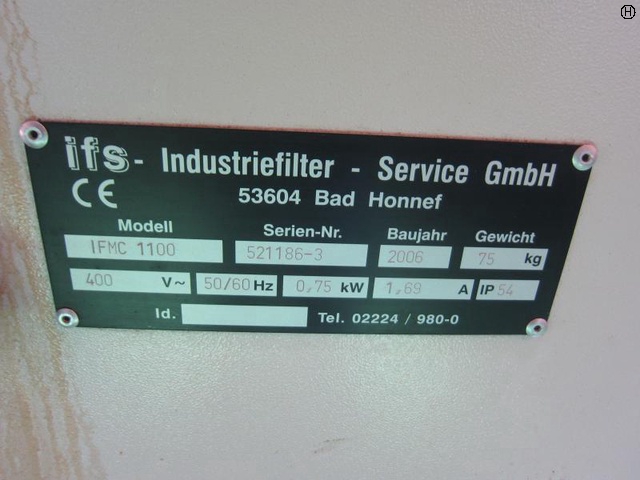 ifs - Industriefilter - Service GmbH
CE 53604 Bad Honnef
Modell Serien-Nr. Baujahr Gewicht
IFMC 1100 521186-3 2006 75 kg
400 V~ 50/60 Hz 0,75 kW 1,69 A IP 54
Id. Tel. 02224 / 980-0
H